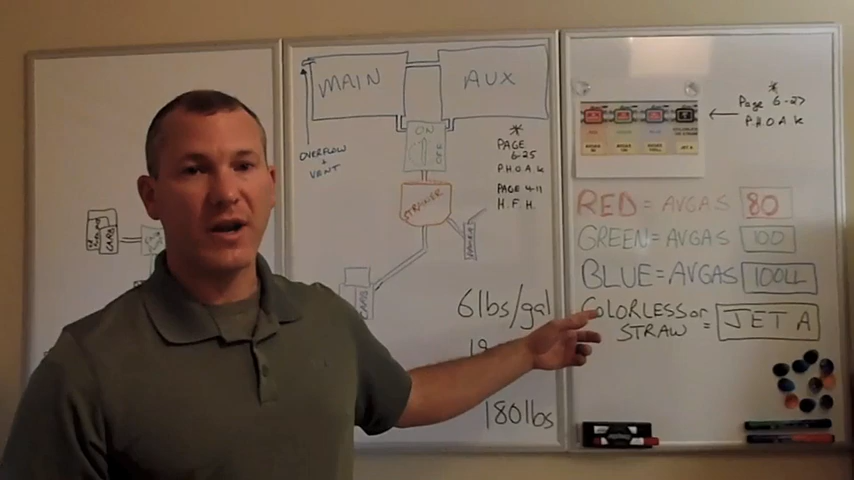 MAIN
AUX
ON
OFF
OVERFLOW
&
VENT
STRAINER
CARB
*
PAGE
6-25
P.H.O.A.K
PAGE 4-11
H.F.H.
6lbs/gal
180lbs
*
Page 6-27
P.H.O.A.K
RED = AVGAS 80
GREEN = AVGAS 100
BLUE = AVGAS 100LL
COLORLESS or
STRAW = JET A